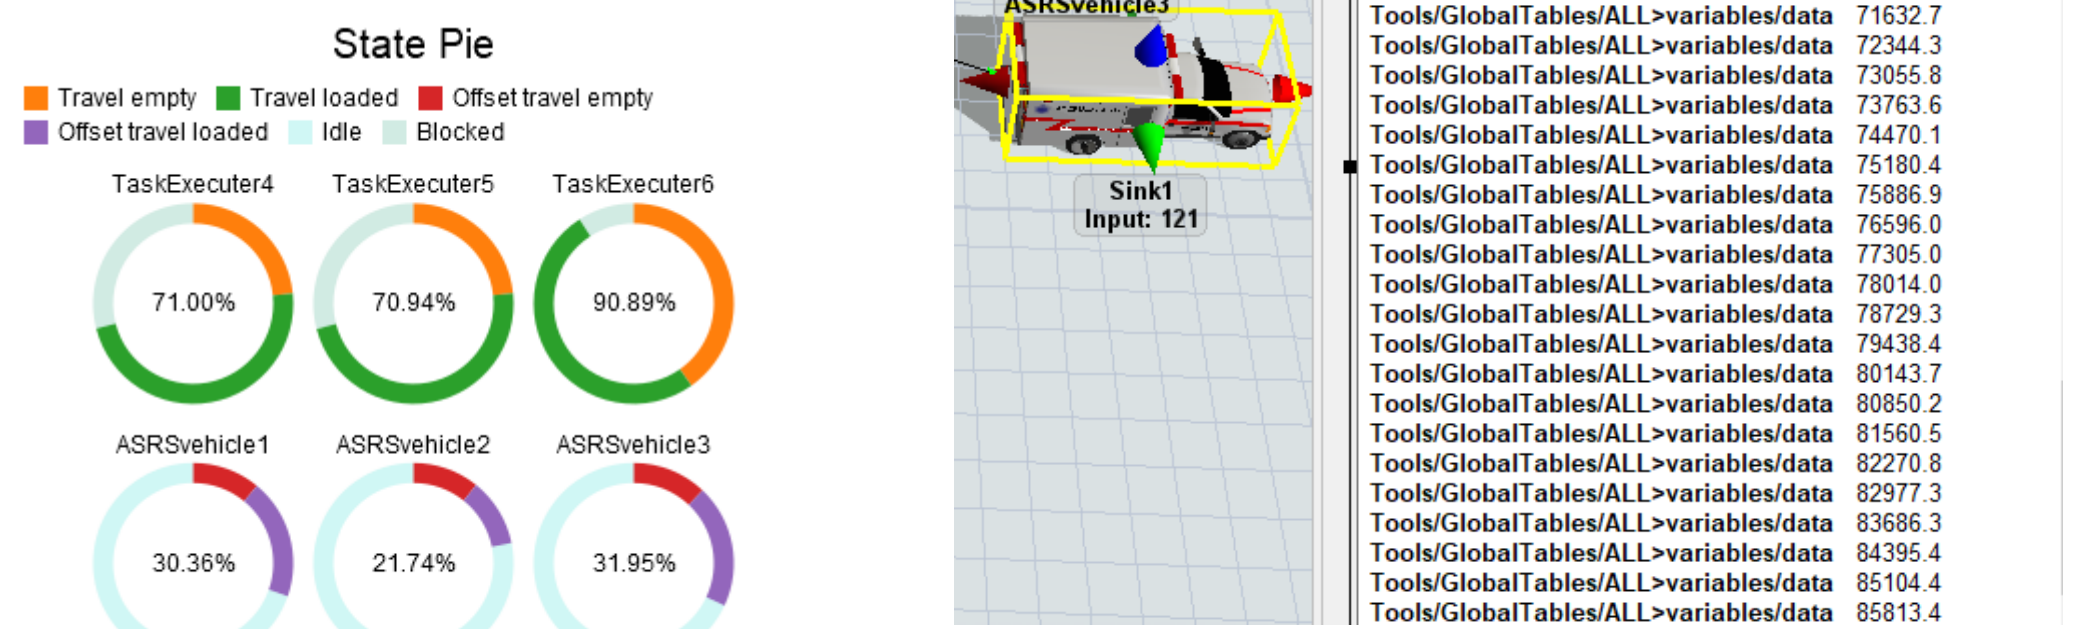 State Pie
Travel empty Travel loaded Offset travel empty
Offset travel loaded Idle Blocked
TaskExecuter4 TaskExecuter5 TaskExecuter6
71.00% 70.94% 90.89%
ASRSvehicle1 ASRSvehicle2 ASRSvehicle3
30.36% 21.74% 31.95%
ASRSvehicle3
Sink1
Input: 121
Tools/GlobalTables/ALL>variables/data 71632.7
Tools/GlobalTables/ALL>variables/data 72344.3
Tools/GlobalTables/ALL>variables/data 73055.8
Tools/GlobalTables/ALL>variables/data 73763.6
Tools/GlobalTables/ALL>variables/data 74470.1
Tools/GlobalTables/ALL>variables/data 75180.4
Tools/GlobalTables/ALL>variables/data 75886.9
Tools/GlobalTables/ALL>variables/data 76596.0
Tools/GlobalTables/ALL>variables/data 77305.0
Tools/GlobalTables/ALL>variables/data 78014.0
Tools/GlobalTables/ALL>variables/data 78729.3
Tools/GlobalTables/ALL>variables/data 79438.4
Tools/GlobalTables/ALL>variables/data 80143.7
Tools/GlobalTables/ALL>variables/data 80850.2
Tools/GlobalTables/ALL>variables/data 81560.5
Tools/GlobalTables/ALL>variables/data 82270.8
Tools/GlobalTables/ALL>variables/data 82977.3
Tools/GlobalTables/ALL>variables/data 83686.3
Tools/GlobalTables/ALL>variables/data 84395.4
Tools/GlobalTables/ALL>variables/data 85104.4
Tools/GlobalTables/ALL>variables/data 85813.4